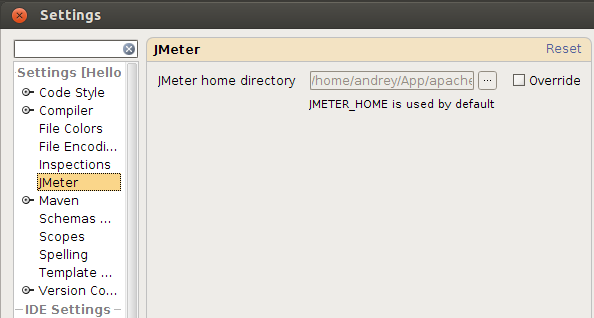 Settings
Settings [Hello
Code Style
Compiler
File Colors
File Encodi...
Inspections
JMeter
Maven
Schemas ...
Scopes
Spelling
Template ...
Version Co...
IDE Settings
JMeter
Reset
JMeter home directory
/home/andrey/App/apache
...
Override
JMETER_HOME is used by default